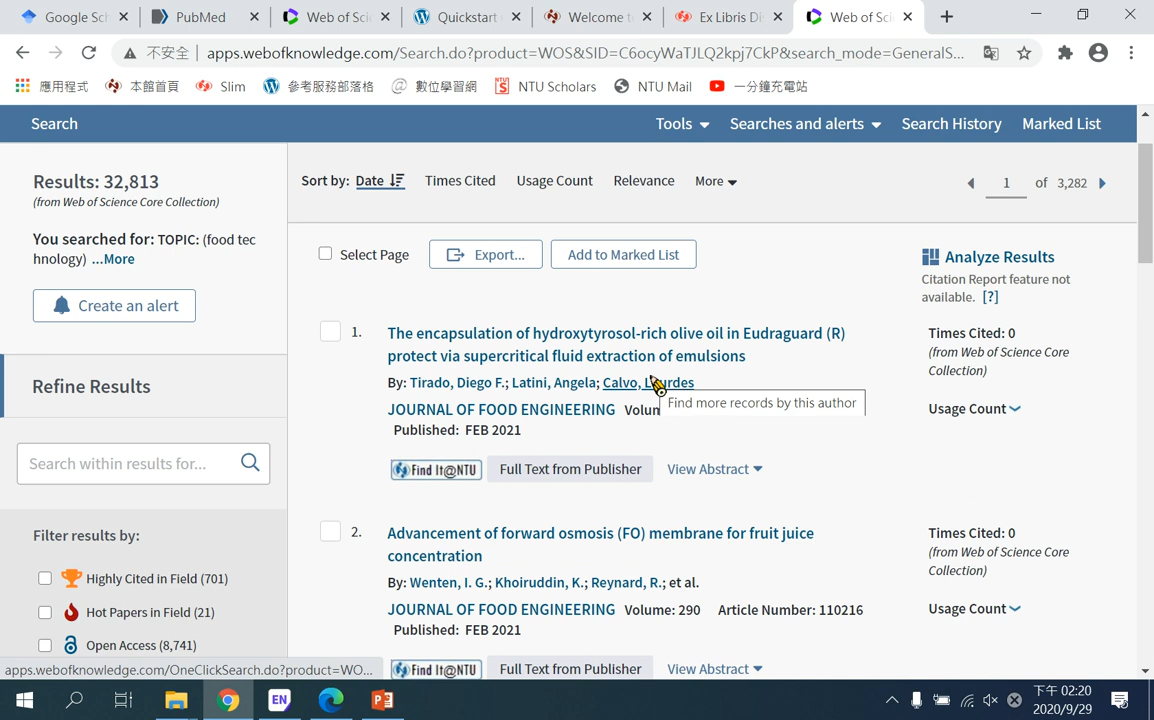 Google Sc
PubMed
Web of Sci
Quickstart
Welcome t
Ex Libris Di
Web of Sci
不安全
apps.webofknowledge.com/Search.do?product=WOS&SID=C6ocyWaTJLQ2kpj7CkP&search_mode=GeneralS...
應用程式
本館首頁
Slim
參考服務部落格
數位學習網
NTU Scholars
NTU Mail
一分鐘充電站
Search
Tools
Searches and alerts
Search History
Marked List
Results: 32,813
(from Web of Science Core Collection)
You searched for: TOPIC: (food tec
hnology) ...More
Create an alert
Refine Results
Search within results for...
Filter results by:
Highly Cited in Field (701)
Hot Papers in Field (21)
Open Access (8,741)
apps.webofknowledge.com/OneClickSearch.do?product=WO...
Sort by: Date
Times Cited
Usage Count
Relevance
More
1 of 3,282
Select Page
Export...
Add to Marked List
Analyze Results
Citation Report feature not
available. [?]
1.
The encapsulation of hydroxytyrosol-rich olive oil in Eudraguard (R)
protect via supercritical fluid extraction of emulsions
By: Tirado, Diego F.; Latini, Angela; Calvo, Lourdes
Find more records by this author
JOURNAL OF FOOD ENGINEERING Volum
Published: FEB 2021
Find It@NTU
Full Text from Publisher
View Abstract
Times Cited: 0
(from Web of Science Core
Collection)
Usage Count
2.
Advancement of forward osmosis (FO) membrane for fruit juice
concentration
By: Wenten, I. G.; Khoiruddin, K.; Reynard, R.; et al.
JOURNAL OF FOOD ENGINEERING Volume: 290 Article Number: 110216
Published: FEB 2021
Find It@NTU
Full Text from Publisher
View Abstract
Times Cited: 0
(from Web of Science Core
Collection)
Usage Count
EN
下午 02:20
2020/9/29